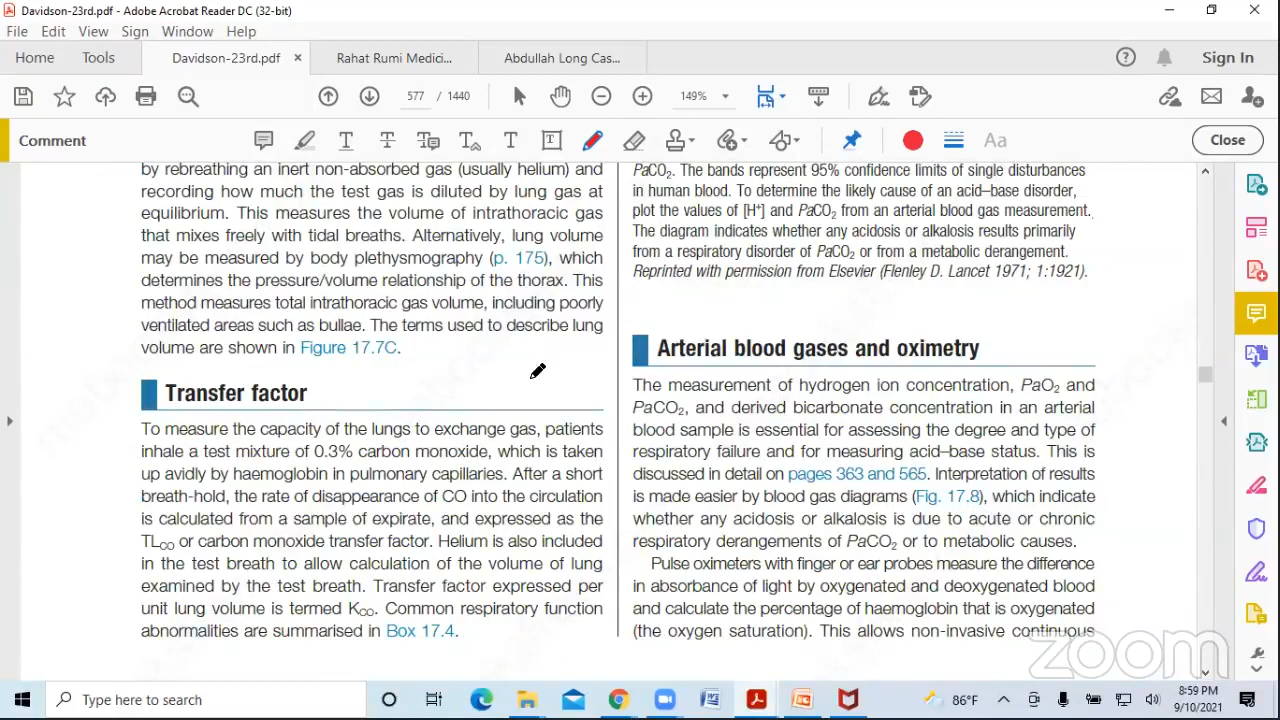 Davidson-23rd.pdf - Adobe Acrobat Reader DC (32-bit)
File Edit View Sign Window Help
Home Tools Davidson-23rd.pdf × Rahat Rumi Medici... Abdullah Long Cas... Sign In
577 / 1440 149%
Comment Aa Close
by rebreathing an inert non-absorbed gas (usually helium) and
recording how much the test gas is diluted by lung gas at
equilibrium. This measures the volume of intrathoracic gas
that mixes freely with tidal breaths. Alternatively, lung volume
may be measured by body plethysmography (p. 175), which
determines the pressure/volume relationship of the thorax. This
method measures total intrathoracic gas volume, including poorly
ventilated areas such as bullae. The terms used to describe lung
volume are shown in Figure 17.7C.
Transfer factor
To measure the capacity of the lungs to exchange gas, patients
inhale a test mixture of 0.3% carbon monoxide, which is taken
up avidly by haemoglobin in pulmonary capillaries. After a short
breath-hold, the rate of disappearance of CO into the circulation
is calculated from a sample of expirate, and expressed as the
TLCO or carbon monoxide transfer factor. Helium is also included
in the test breath to allow calculation of the volume of lung
examined by the test breath. Transfer factor expressed per
unit lung volume is termed KCO. Common respiratory function
abnormalities are summarised in Box 17.4.
PaCO2. The bands represent 95% confidence limits of single disturbances
in human blood. To determine the likely cause of an acid–base disorder,
plot the values of [H+] and PaCO2 from an arterial blood gas measurement.
The diagram indicates whether any acidosis or alkalosis results primarily
from a respiratory disorder of PaCO2 or from a metabolic derangement.
Reprinted with permission from Elsevier (Flenley D. Lancet 1971; 1:1921).
Arterial blood gases and oximetry
The measurement of hydrogen ion concentration, PaO2 and
PaCO2, and derived bicarbonate concentration in an arterial
blood sample is essential for assessing the degree and type of
respiratory failure and for measuring acid–base status. This is
discussed in detail on pages 363 and 565. Interpretation of results
is made easier by blood gas diagrams (Fig. 17.8), which indicate
whether any acidosis or alkalosis is due to acute or chronic
respiratory derangements of PaCO2 or to metabolic causes.
Pulse oximeters with finger or ear probes measure the difference
in absorbance of light by oxygenated and deoxygenated blood
and calculate the percentage of haemoglobin that is oxygenated
(the oxygen saturation). This allows non-invasive continuous
zoom
Type here to search
86°F
8:59 PM
9/10/2021